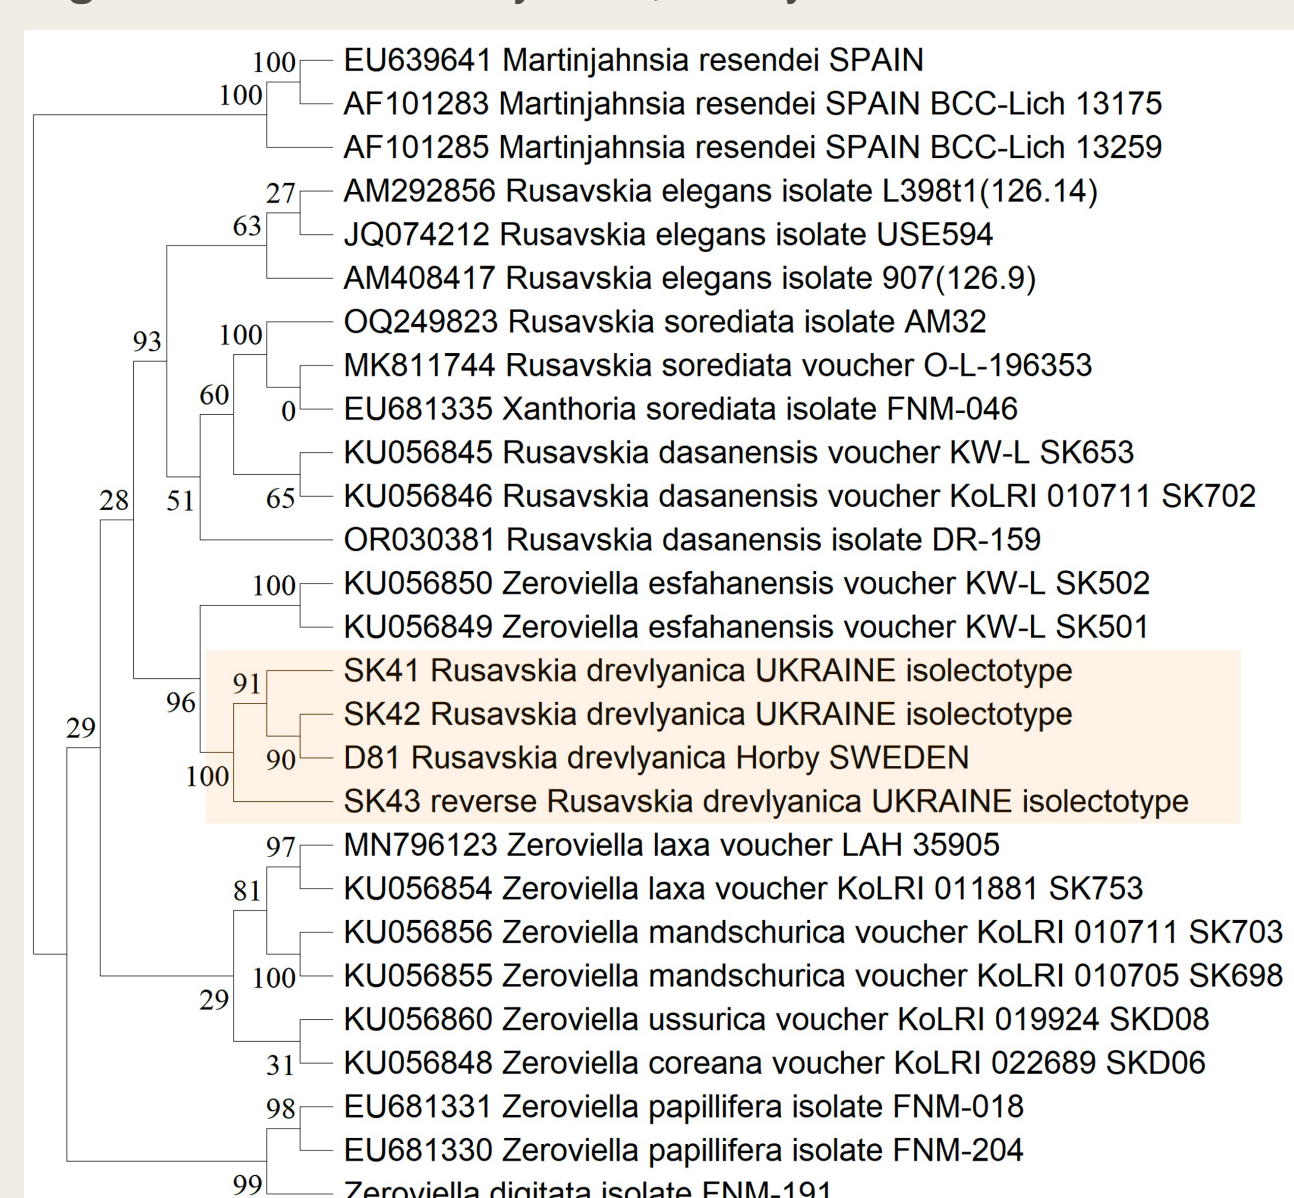 100
EU639641 Martinjahnsia resendei SPAIN
100
AF101283 Martinjahnsia resendei SPAIN BCC-Lich 13175
AF101285 Martinjahnsia resendei SPAIN BCC-Lich 13259
27
AM292856 Rusavskia elegans isolate L398t1(126.14)
63
JQ074212 Rusavskia elegans isolate USE594
AM408417 Rusavskia elegans isolate 907(126.9)
100
OQ249823 Rusavskia sorediata isolate AM32
93
MK811744 Rusavskia sorediata voucher O-L-196353
60
0
EU681335 Xanthoria sorediata isolate FNM-046
KU056845 Rusavskia dasanensis voucher KW-L SK653
28
51
65
KU056846 Rusavskia dasanensis voucher KoLRI 010711 SK702
OR030381 Rusavskia dasanensis isolate DR-159
100
KU056850 Zeroviella esfahanensis voucher KW-L SK502
KU056849 Zeroviella esfahanensis voucher KW-L SK501
91
SK41 Rusavskia drevlyanica UKRAINE isolectotype
96
SK42 Rusavskia drevlyanica UKRAINE isolectotype
29
90
D81 Rusavskia drevlyanica Horby SWEDEN
100
SK43 reverse Rusavskia drevlyanica UKRAINE isolectotype
97
MN796123 Zeroviella laxa voucher LAH 35905
81
KU056854 Zeroviella laxa voucher KoLRI 011881 SK753
KU056856 Zeroviella mandschurica voucher KoLRI 010711 SK703
100
KU056855 Zeroviella mandschurica voucher KoLRI 010705 SK698
29
KU056860 Zeroviella ussurica voucher KoLRI 019924 SKD08
31
KU056848 Zeroviella coreana voucher KoLRI 022689 SKD06
98
EU681331 Zeroviella papillifera isolate FNM-018
EU681330 Zeroviella papillifera isolate FNM-204
99
Zeroviella digitata isolate FNM-191